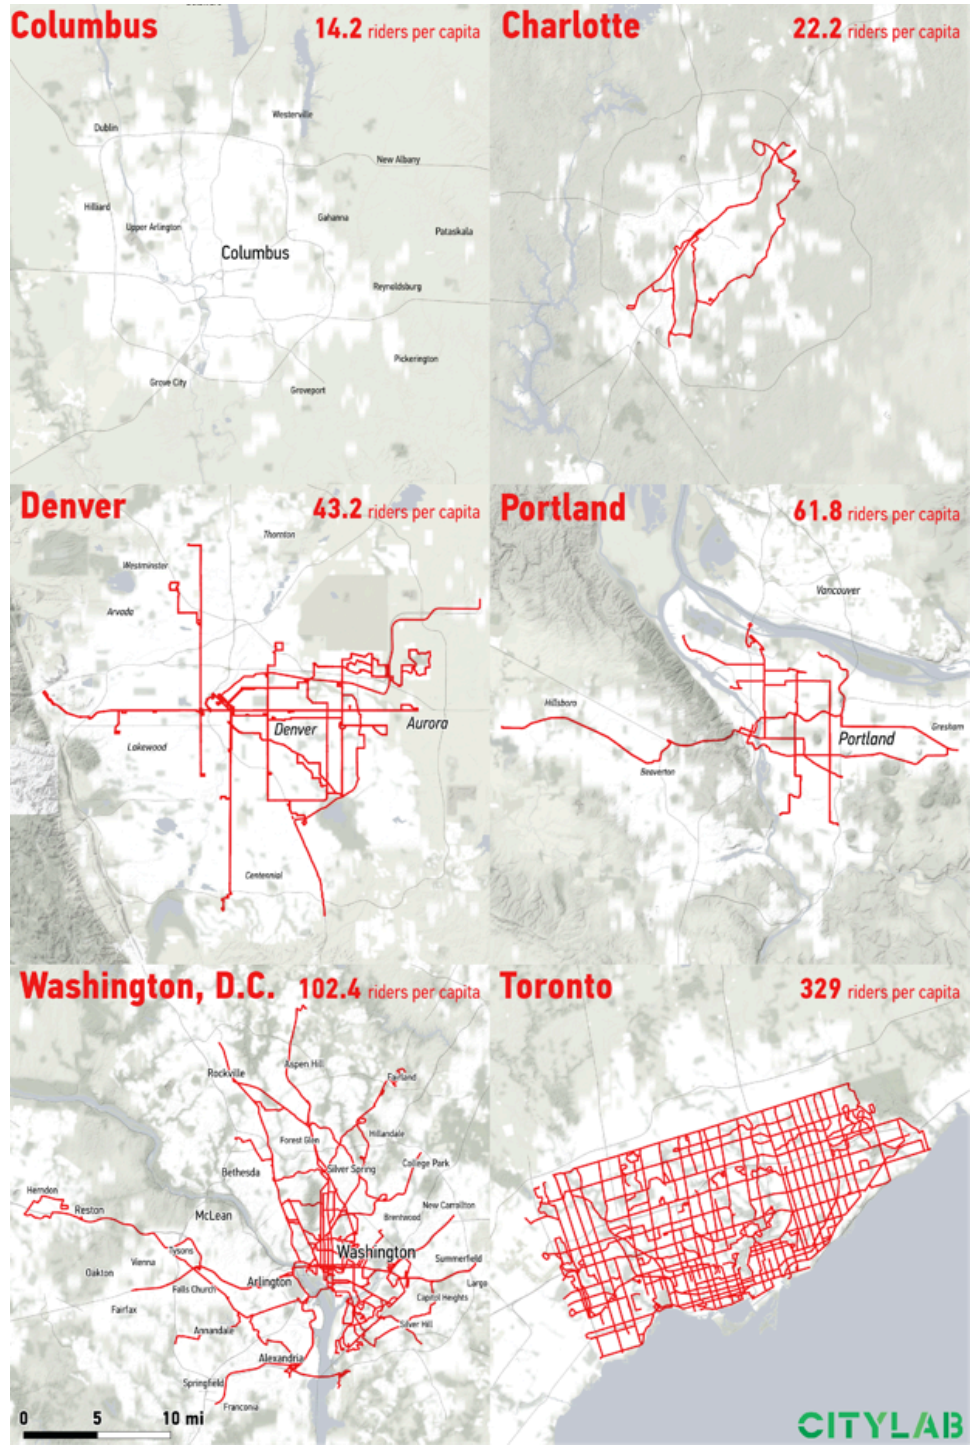 Columbus 14.2 riders per capita
Westerville
Dublin
New Albany
Hilliard
Gahanna
Upper Arlington
Pataskala
Columbus
Reynoldsburg
Pickerington
Grove City
Groveport
Charlotte 22.2 riders per capita
Denver 43.2 riders per capita
Thornton
Westminster
Arvada
Aurora
Denver
Lakewood
Centennial
Portland 61.8 riders per capita
Vancouver
Hillsboro
Gresham
Portland
Beaverton
Washington, D.C. 102.4 riders per capita
Aspen Hill
Rockville
Fairland
Hillandale
Forest Glen
College Park
Silver Spring
Bethesda
Herndon
New Carrollton
Reston
McLean
Brentwood
Washington
Tysons
Summerfield
Vienna
Oakton
Arlington
Largo
Falls Church
Capitol Heights
Fairfax
Silver Hill
Annandale
Alexandria
Springfield
Franconia
0 5 10 mi
Toronto 329 riders per capita
CITYLAB